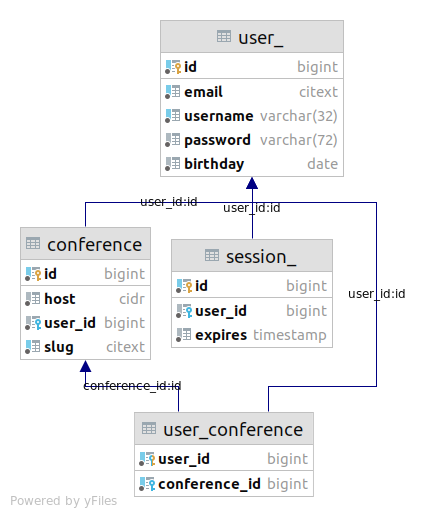 user_
id bigint
email citext
username varchar(32)
password varchar(72)
birthday date
user_id:id
user_id:id
conference
id bigint
host cidr
user_id bigint
slug citext
session_
id bigint
user_id bigint
expires timestamp
user_id:id
conference_id:id
user_conference
user_id bigint
conference_id bigint
Powered by yFiles